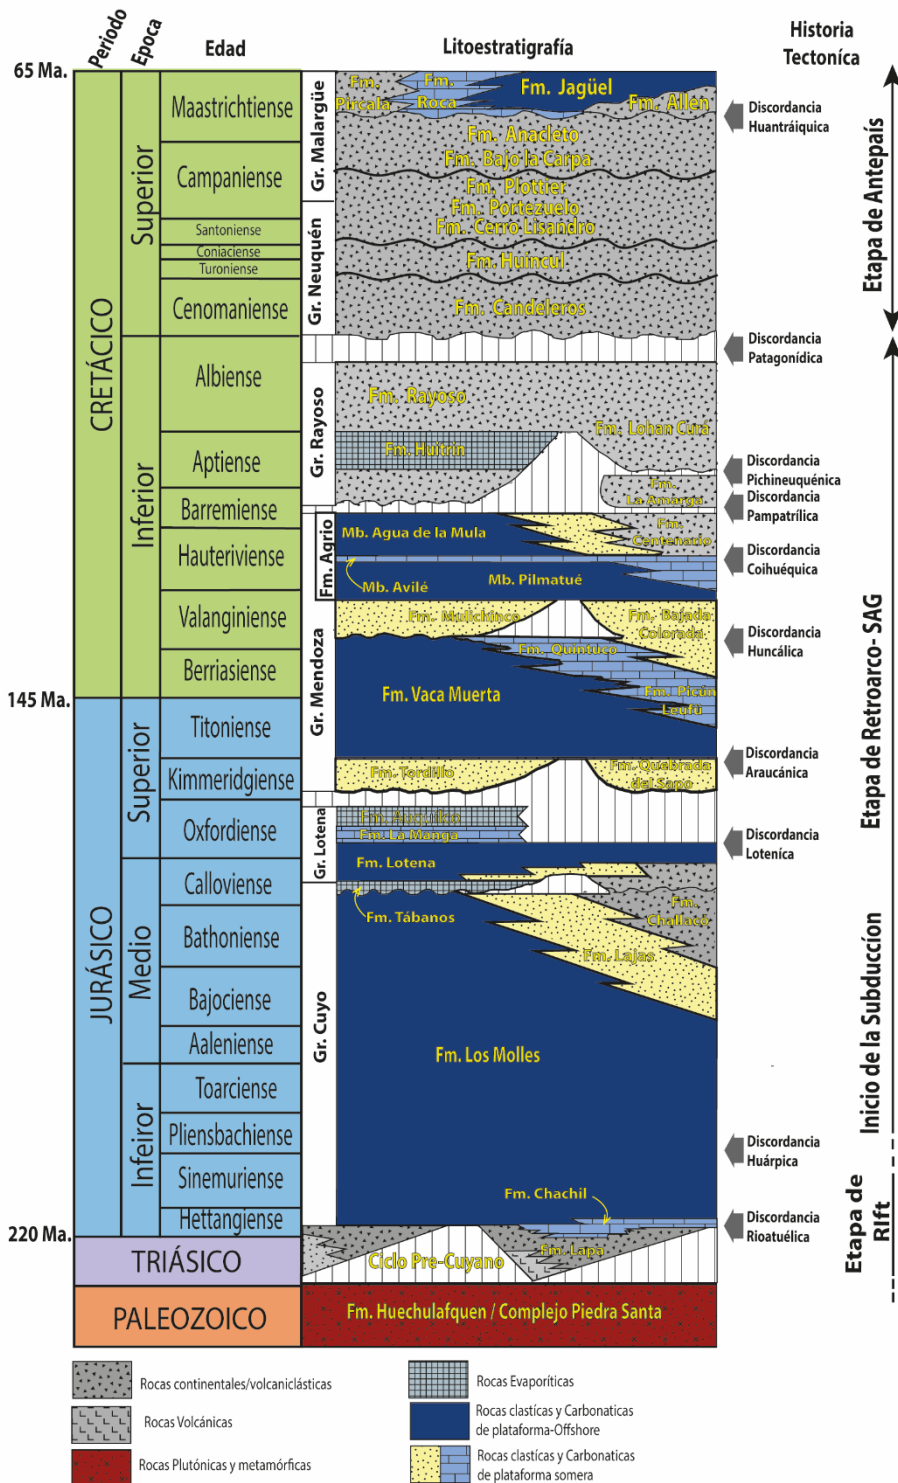 Periodo
Epoca
Edad
Litoestratigrafía
Historia
Tectoníca
65 Ma.
145 Ma.
220 Ma.
CRETÁCICO
JURÁSICO
TRIÁSICO
PALEOZOICO
Superior
Inferior
Superior
Medio
Infeiror
Maastrichtiense
Campaniense
Santoniense
Coniaciense
Turoniense
Cenomaniense
Albiense
Aptiense
Barremiense
Hauteriviense
Valanginiense
Berriasiense
Titoniense
Kimmeridgiense
Oxfordiense
Calloviense
Bathoniense
Bajociense
Aaleniense
Toarciense
Pliensbachiense
Sinemuriense
Hettangiense
Gr. Malargüe
Gr. Neuquén
Gr. Rayoso
Fm. Agrio
Gr. Mendoza
Gr. Lotena
Gr. Cuyo
Fm.
Pircala
Fm.
Roca
Fm. Jagüel
Fm. Allen
Fm. Anacleto
Fm. Bajo la Carpa
Fm. Plottier
Fm. Portezuelo
Fm. Cerro Lisandro
Fm. Huincul
Fm. Candeleros
Fm. Rayoso
Fm. Lohan Curá
Fm. Huitrin
Fm.
La Amarga
Mb. Agua de la Mula
Fm.
Centenario
Mb. Avilé
Mb. Pilmatué
Fm. Mulichinco
Fm. Bajada
Colorada
Fm. Quintuco
Fm. Vaca Muerta
Fm. Picún
Leufú
Fm. Tordillo
Fm. Quebrada
del Sapo
Fm. Auquilco
Fm. La Manga
Fm. Lotena
Fm. Tábanos
Fm.
Challacó
Fm. Lajas
Fm. Los Molles
Fm. Chachil
Fm. Lapa
Ciclo Pre-Cuyano
Fm. Huechulafquen / Complejo Piedra Santa
Discordancia
Huantráiquica
Discordancia
Patagonídica
Discordancia
Pichineuquénica
Discordancia
Pampatrílica
Discordancia
Coihuéquica
Discordancia
Huncálica
Discordancia
Araucánica
Discordancia
Loteníca
Discordancia
Huárpica
Discordancia
Rioatuélica
Etapa de Antepaís
Etapa de Retroarco- SAG
Inicio de la Subduccíon
Etapa de
RIft
Rocas continentales/volcaniclásticas
Rocas Volcánicas
Rocas Plutónicas y metamórficas
Rocas Evaporíticas
Rocas clastícas y Carbonaticas
de plataforma-Offshore
Rocas clastícas y Carbonaticas
de plataforma somera